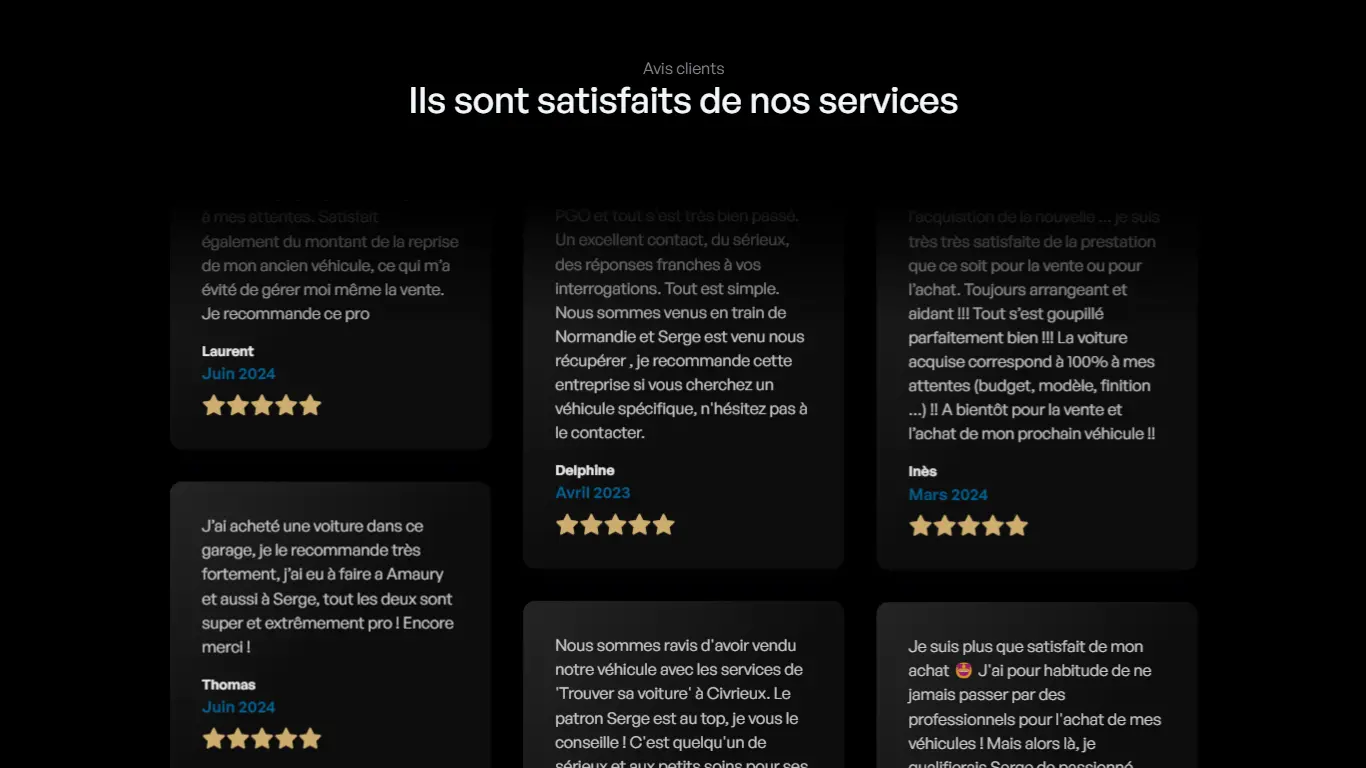 Avis clients
Ils sont satisfaits de nos services
à mes attentes. Satisfait
également du montant de la reprise
de mon ancien véhicule, ce qui m’a
évité de gérer moi même la vente.
Je recommande ce pro
Laurent
Juin 2024
J’ai acheté une voiture dans ce
garage, je le recommande très
fortement, j’ai eu à faire a Amaury
et aussi à Serge, tout les deux sont
super et extrêmement pro ! Encore
merci !
Thomas
Juin 2024
PGO et tout s'est très bien passé.
Un excellent contact, du sérieux,
des réponses franches à vos
interrogations. Tout est simple.
Nous sommes venus en train de
Normandie et Serge est venu nous
récupérer , je recommande cette
entreprise si vous cherchez un
véhicule spécifique, n'hésitez pas à
le contacter.
Delphine
Avril 2023
Nous sommes ravis d'avoir vendu
notre véhicule avec les services de
'Trouver sa voiture' à Civrieux. Le
patron Serge est au top, je vous le
conseille ! C'est quelqu'un de
sérieux et aux petits soins pour ses
l’acquisition de la nouvelle ... je suis
très très satisfaite de la prestation
que ce soit pour la vente ou pour
l’achat. Toujours arrangeant et
aidant !!! Tout s’est goupillé
parfaitement bien !!! La voiture
acquise correspond à 100% à mes
attentes (budget, modèle, finition
...) !! A bientôt pour la vente et
l’achat de mon prochain véhicule !!
Inès
Mars 2024
Je suis plus que satisfait de mon
achat 🤩 J'ai pour habitude de ne
jamais passer par des
professionnels pour l'achat de mes
véhicules ! Mais alors là, je
qualifierais Serge de passionné